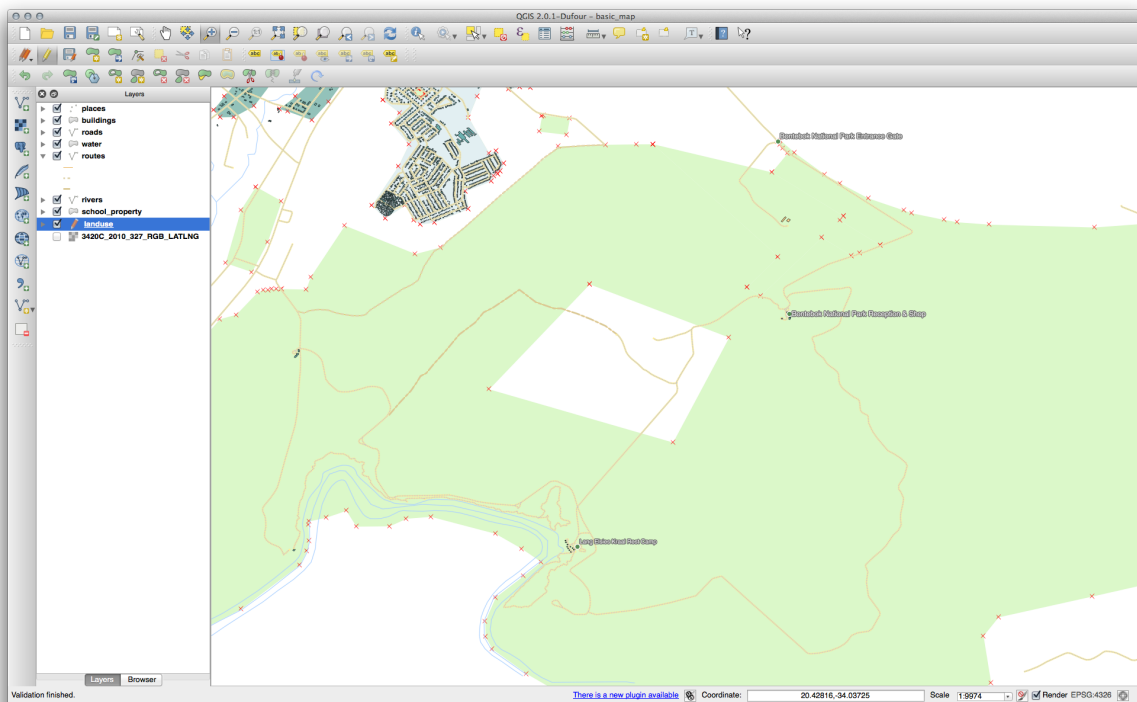 QGIS 2.0.1-Dufour - basic_map
Layers
places
buildings
roads
water
routes
rivers
school_property
landuse
3420C_2010_327_RGB_LATLNG
Bontebok National Park Entrance Gate
Bontebok National Park Reception & Shop
Lang Elsies Kraal Rest Camp
Layers Browser
Validation finished. There is a new plugin available Coordinate: 20.42816,-34.03725 Scale 1:9974 Render EPSG:4326